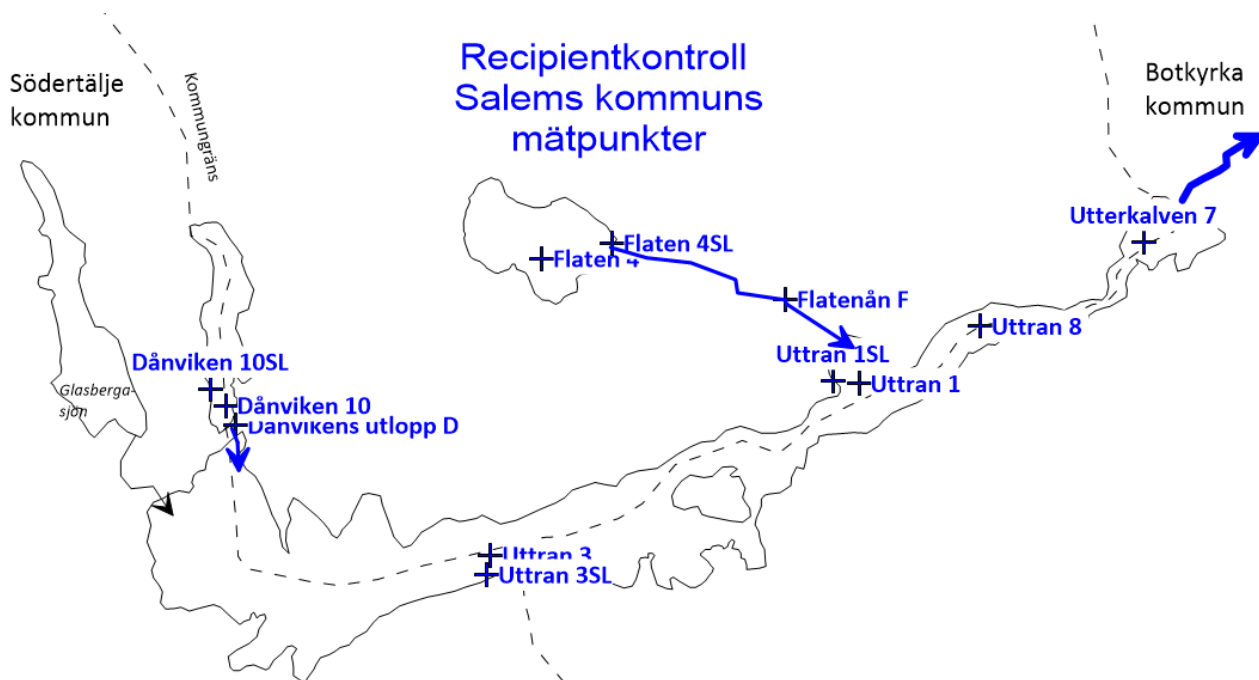 Recipientkontroll
Salems kommuns
mätpunkter
Södertälje
kommun
Kommungräns
Botkyrka
kommun
Utterkalven 7
Flaten 4SL
Flaten 4
Flatenån F
Uttran 8
Uttran 1SL
Uttran 1
Dånviken 10SL
Glasberga-
sjön
Dånviken 10
Dånvikens utlopp D
Uttran 3
Uttran 3SL